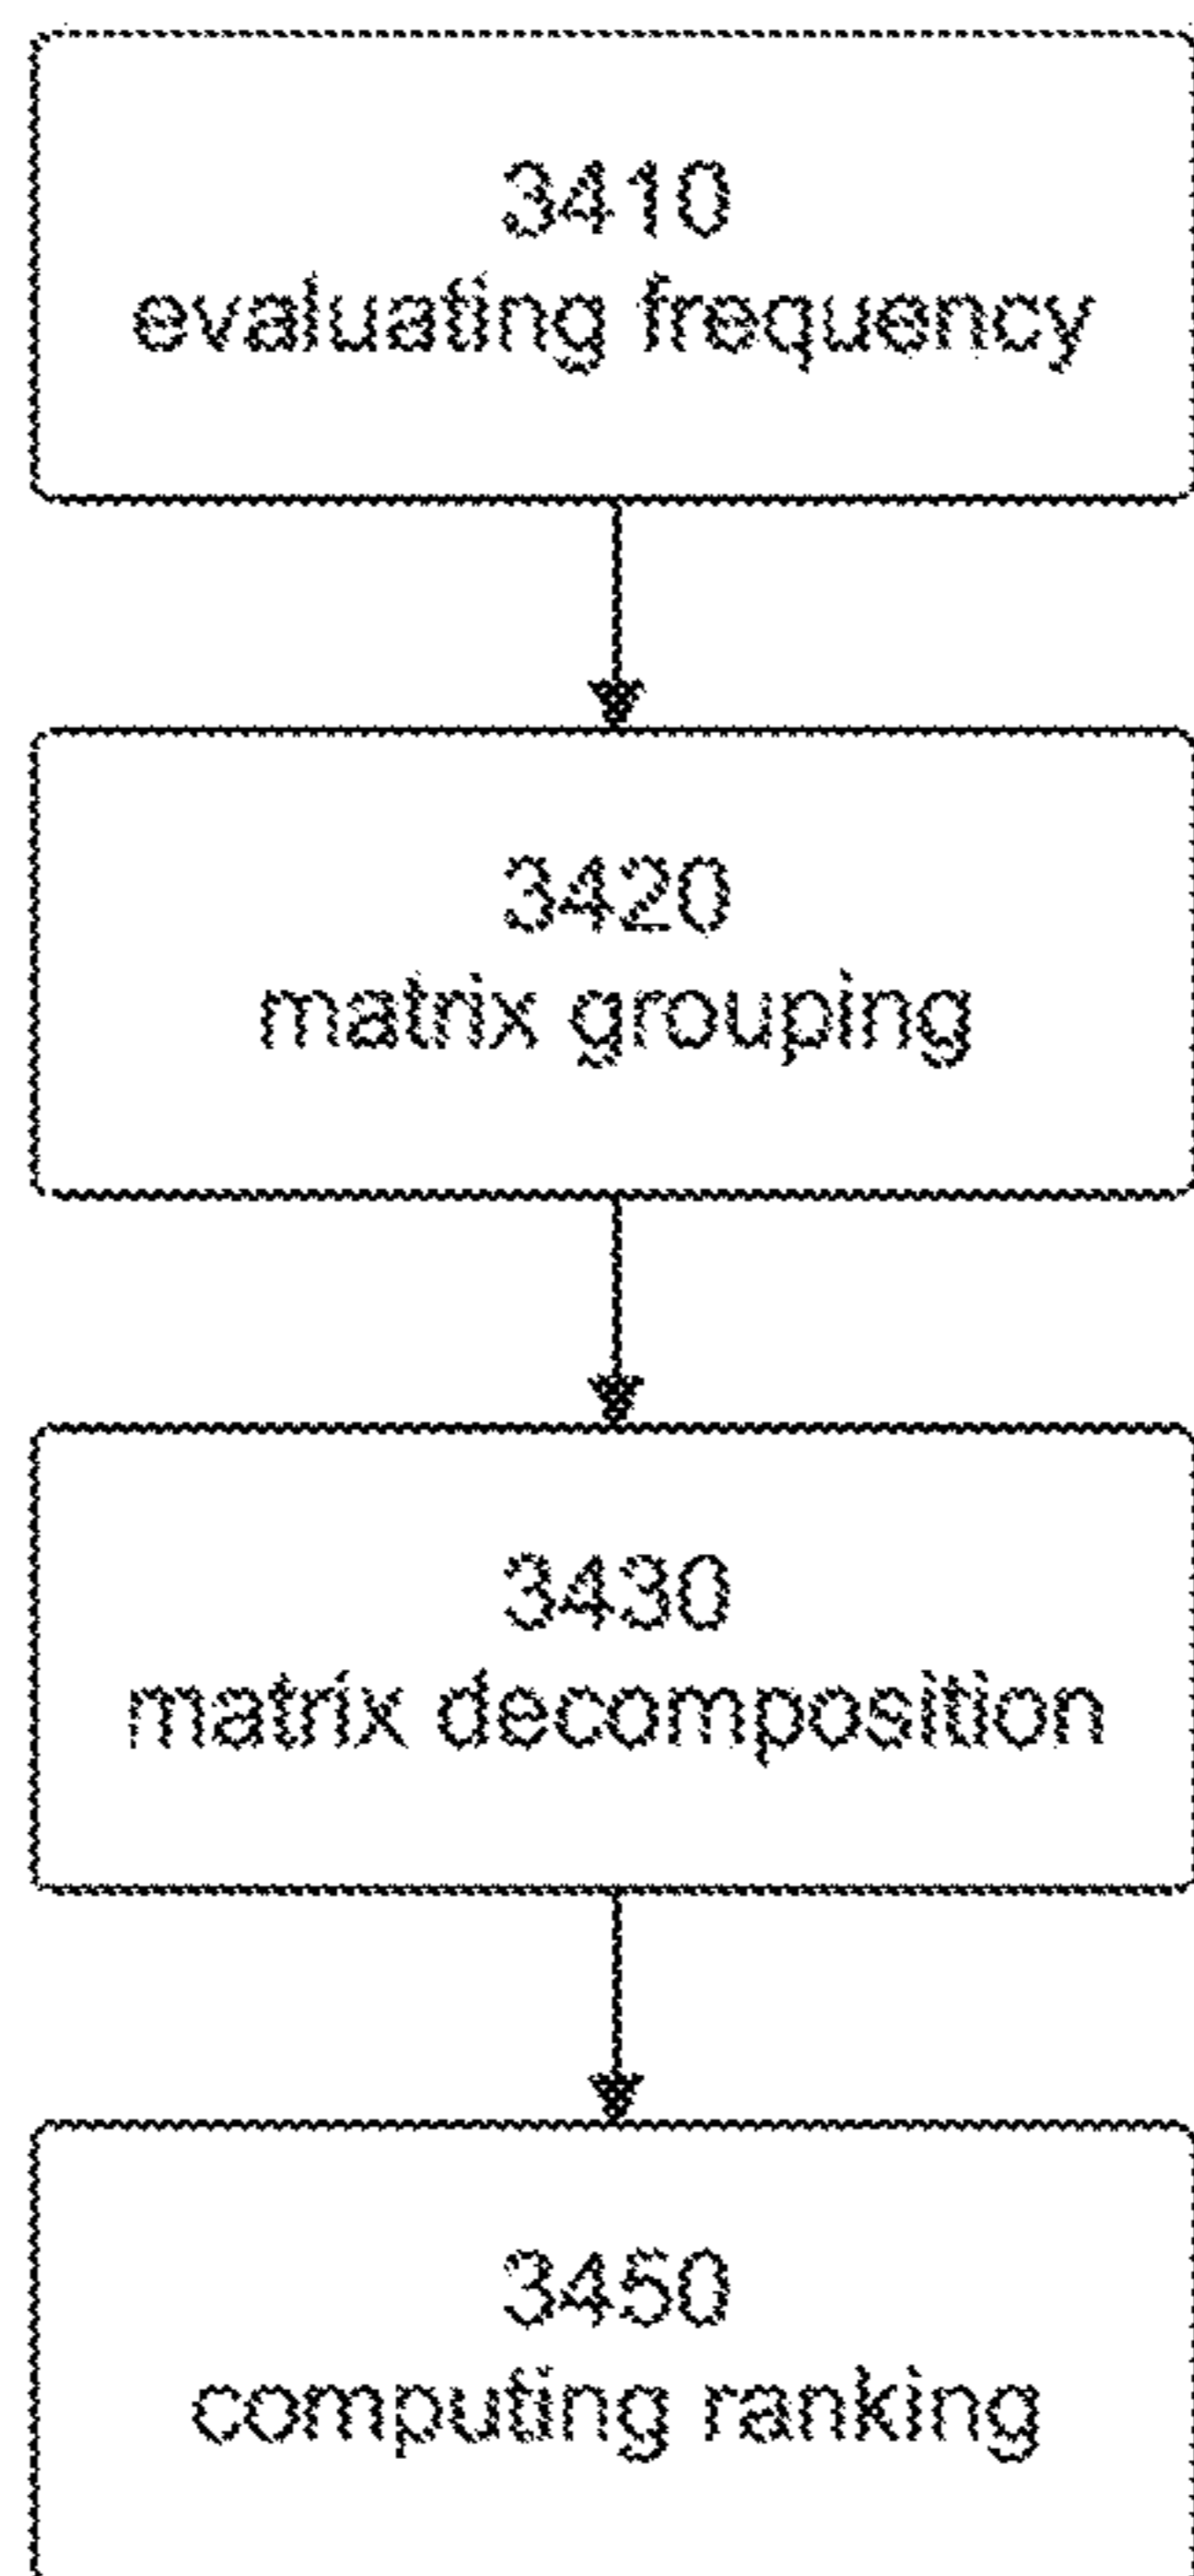 3410
evaluating frequency
3420
matrix grouping
3430
matrix decomposition
3450
computing ranking